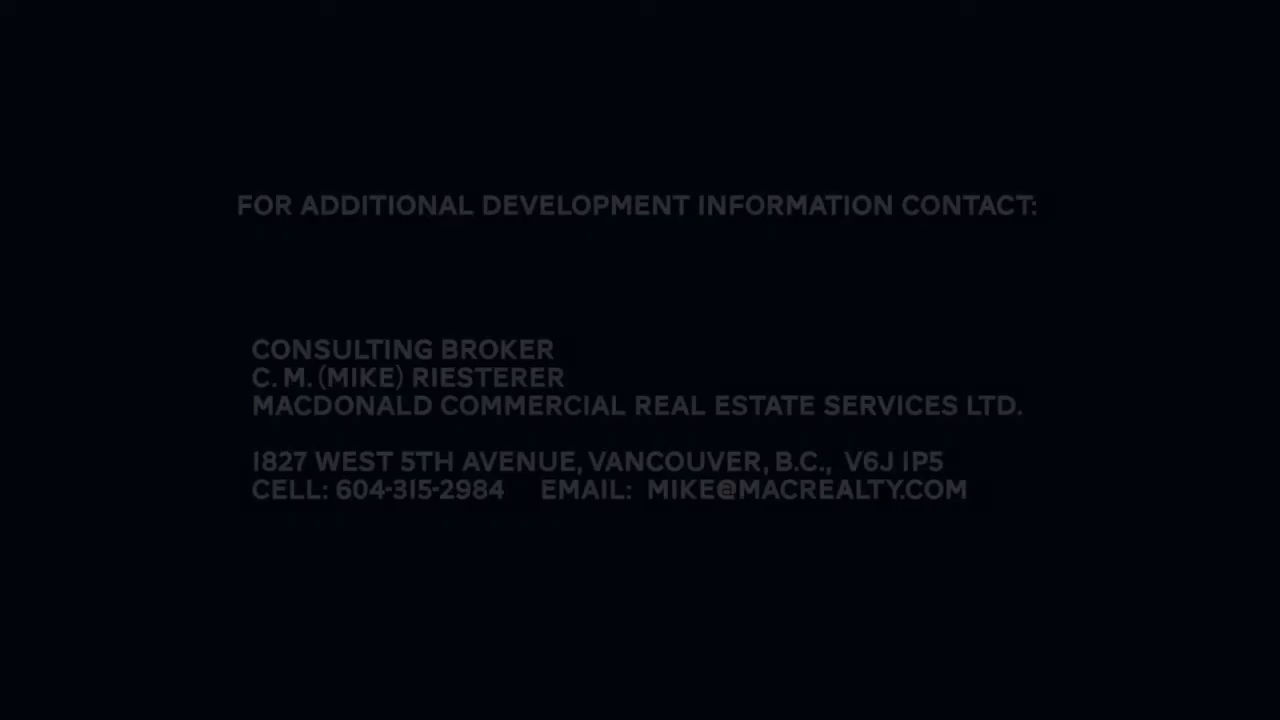 FOR ADDITIONAL DEVELOPMENT INFORMATION CONTACT:
CONSULTING BROKER
C. M. (MIKE) RIESTERER
MACDONALD COMMERCIAL REAL ESTATE SERVICES LTD.
1827 WEST 5TH AVENUE, VANCOUVER, B.C., V6J 1P5
CELL: 604-315-2984 EMAIL: MIKE@MACREALTY.COM